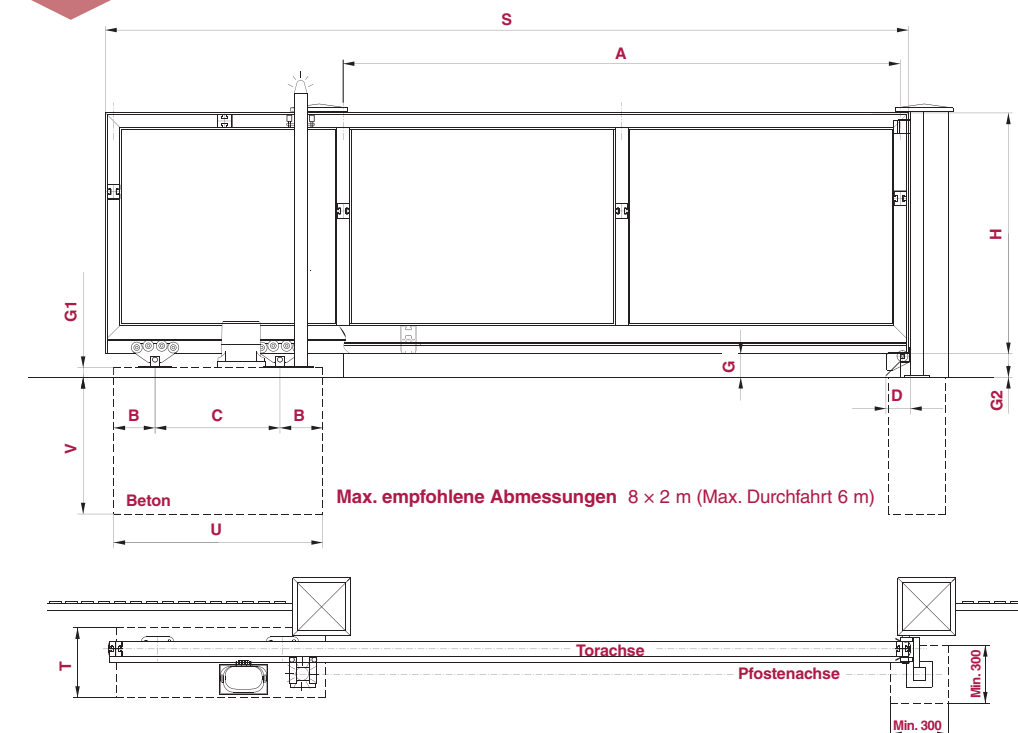 S
A
G1
H
G
G2
D
B
C
B
V
Beton
Max. empfohlene Abmessungen 8 × 2 m (Max. Durchfahrt 6 m)
U
T
Torachse
Pfostenachse
Min. 300
Min. 300